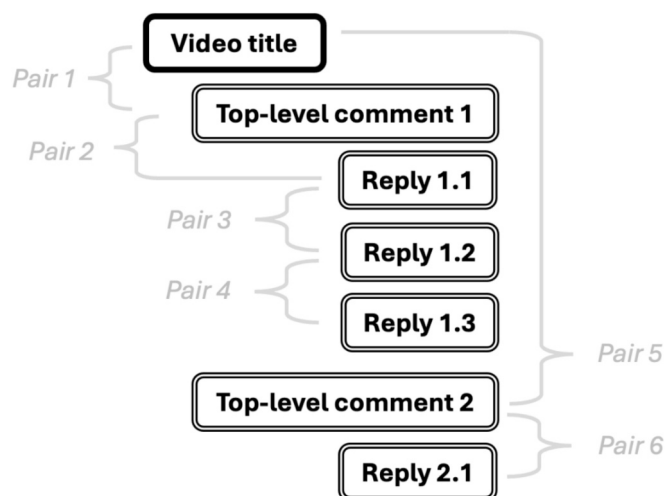 Video title
Pair 1
Top-level comment 1
Pair 2
Reply 1.1
Pair 3
Reply 1.2
Pair 4
Reply 1.3
Pair 5
Top-level comment 2
Pair 6
Reply 2.1